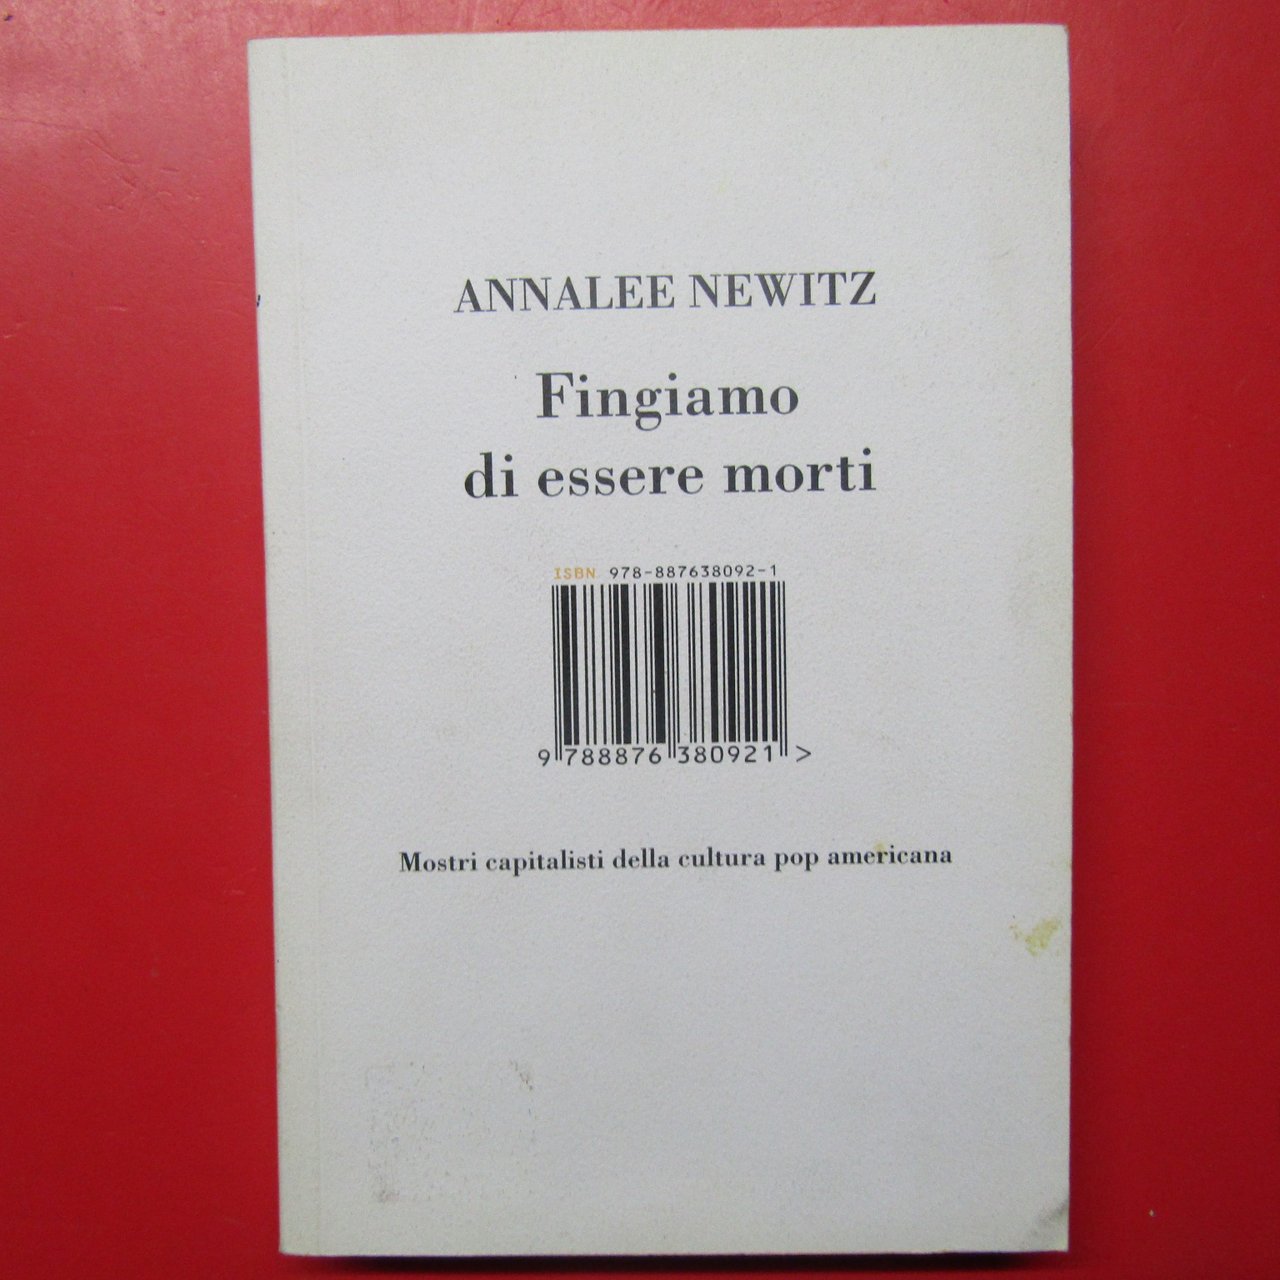 ANNALEE NEWITZ
Fingiamo
di essere morti
ISBN 978-887638092-1
9 788876 380921 >
Mostri capitalisti della cultura pop americana